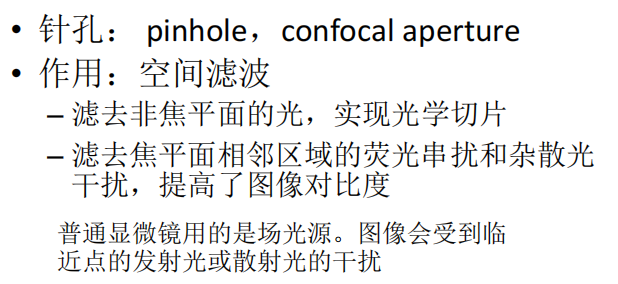 • 针孔： pinhole，confocal aperture
• 作用：空间滤波
– 滤去非焦平面的光，实现光学切片
– 滤去焦平面相邻区域的荧光串扰和杂散光
干扰，提高了图像对比度
普通显微镜用的是场光源。图像会受到临
近点的发射光或散射光的干扰